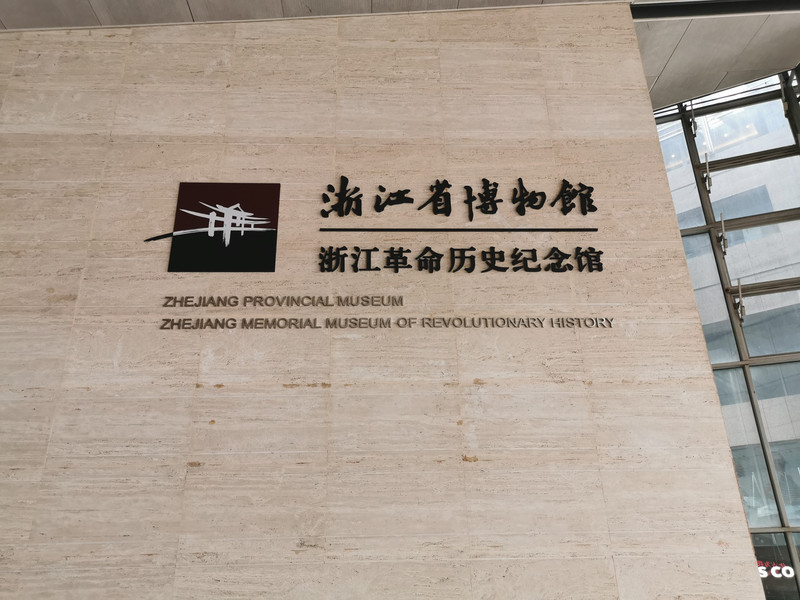 浙江省博物館
浙江革命历史纪念馆
ZHEJIANG PROVINCIAL MUSEUM
ZHEJIANG MEMORIAL MUSEUM OF REVOLUTIONARY HISTORY
S CO